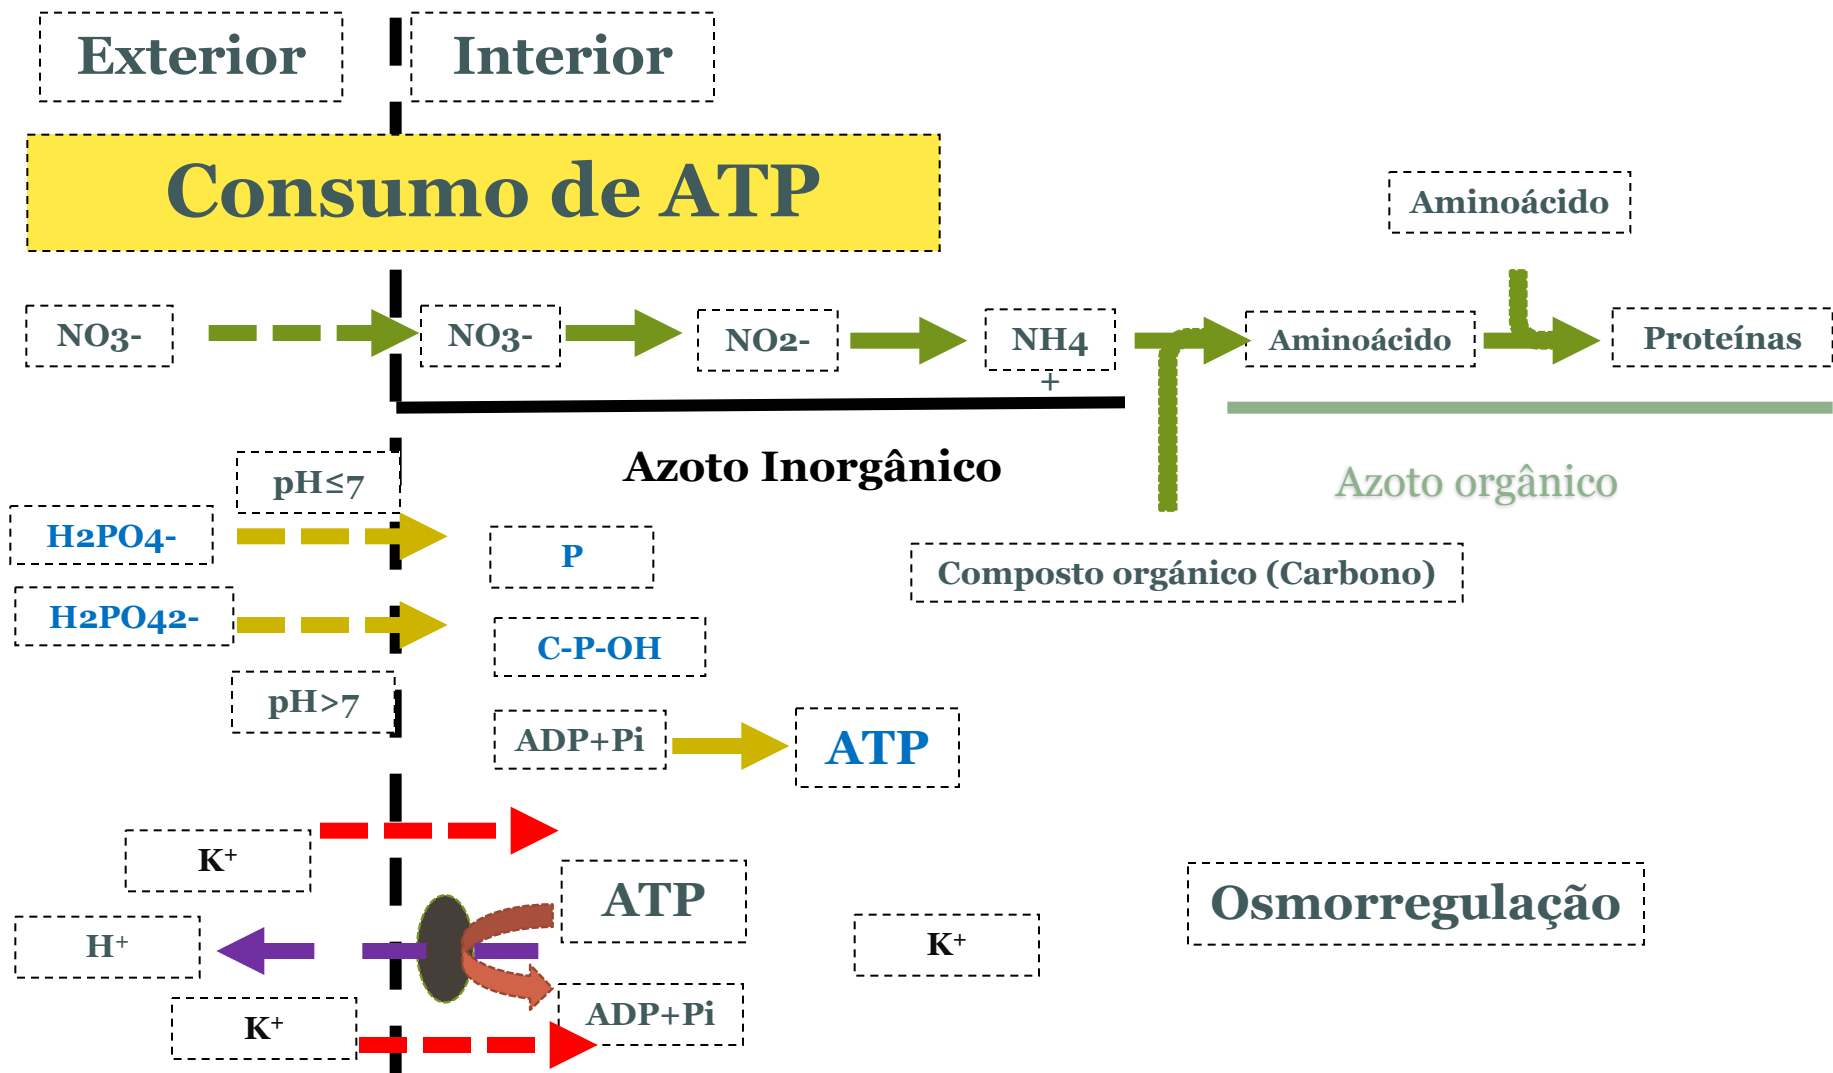 Exterior
Interior
Consumo de ATP
Aminoácido
NO3-
NO3-
NO2-
NH4
+
Aminoácido
Proteínas
Azoto Inorgânico
Azoto orgânico
pH≤7
H2PO4-
P
Composto orgánico (Carbono)
H2PO42-
C-P-OH
pH>7
ADP+Pi
ATP
K+
ATP
Osmorregulação
H+
K+
ADP+Pi
K+